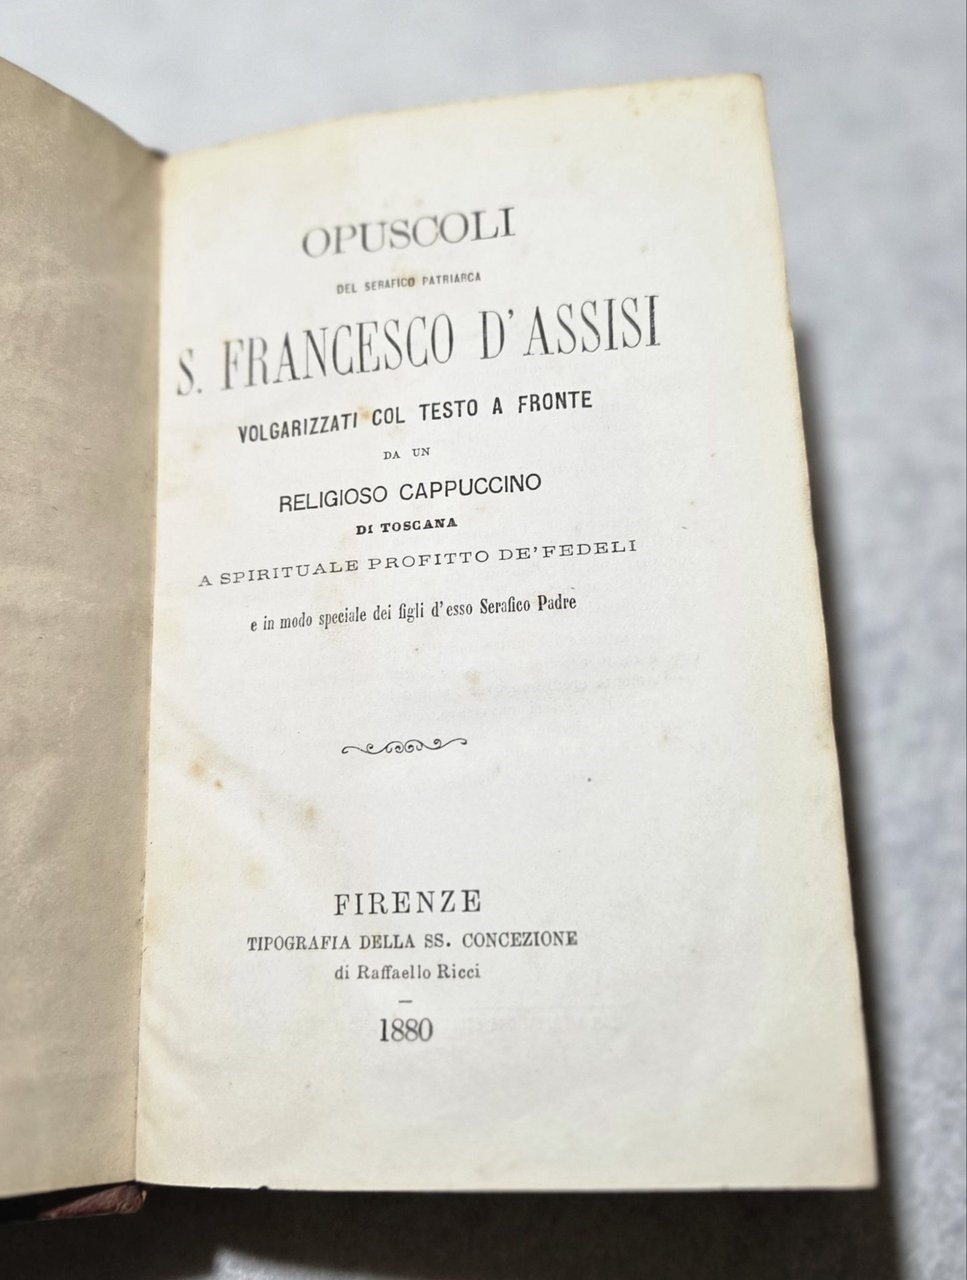 OPUSCOLI
DEL SERAFICO PATRIARCA
S. FRANCESCO D'ASSISI
VOLGARIZZATI COL TESTO A FRONTE
DA UN
RELIGIOSO CAPPUCCINO
DI TOSCANA
A SPIRITUALE PROFITTO DE'FEDELI
e in modo speciale dei figli d'esso Serafico Padre
FIRENZE
TIPOGRAFIA DELLA SS. CONCEZIONE
di Raffaello Ricci
—
1880